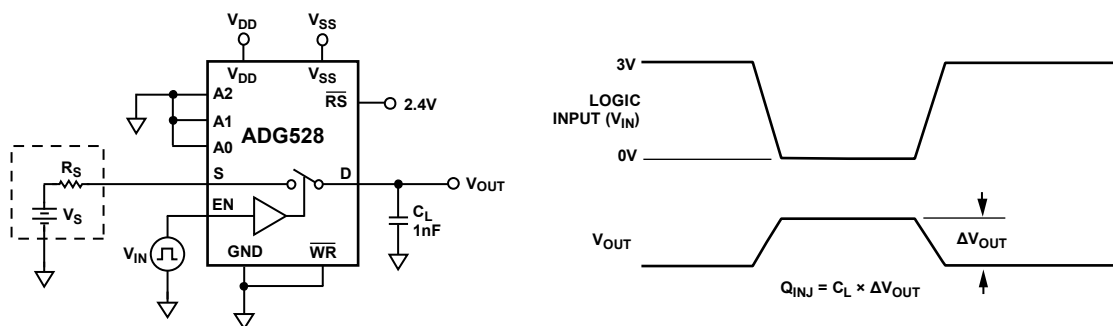 VDD
VSS
VDD
VSS
A2
A1
A0
RS
2.4V
ADG528
RS
VS
S
D
VOUT
EN
CL
1nF
VIN
GND
WR
3V
LOGIC
INPUT (VIN)
0V
VOUT
ΔVOUT
QINJ = CL × ΔVOUT